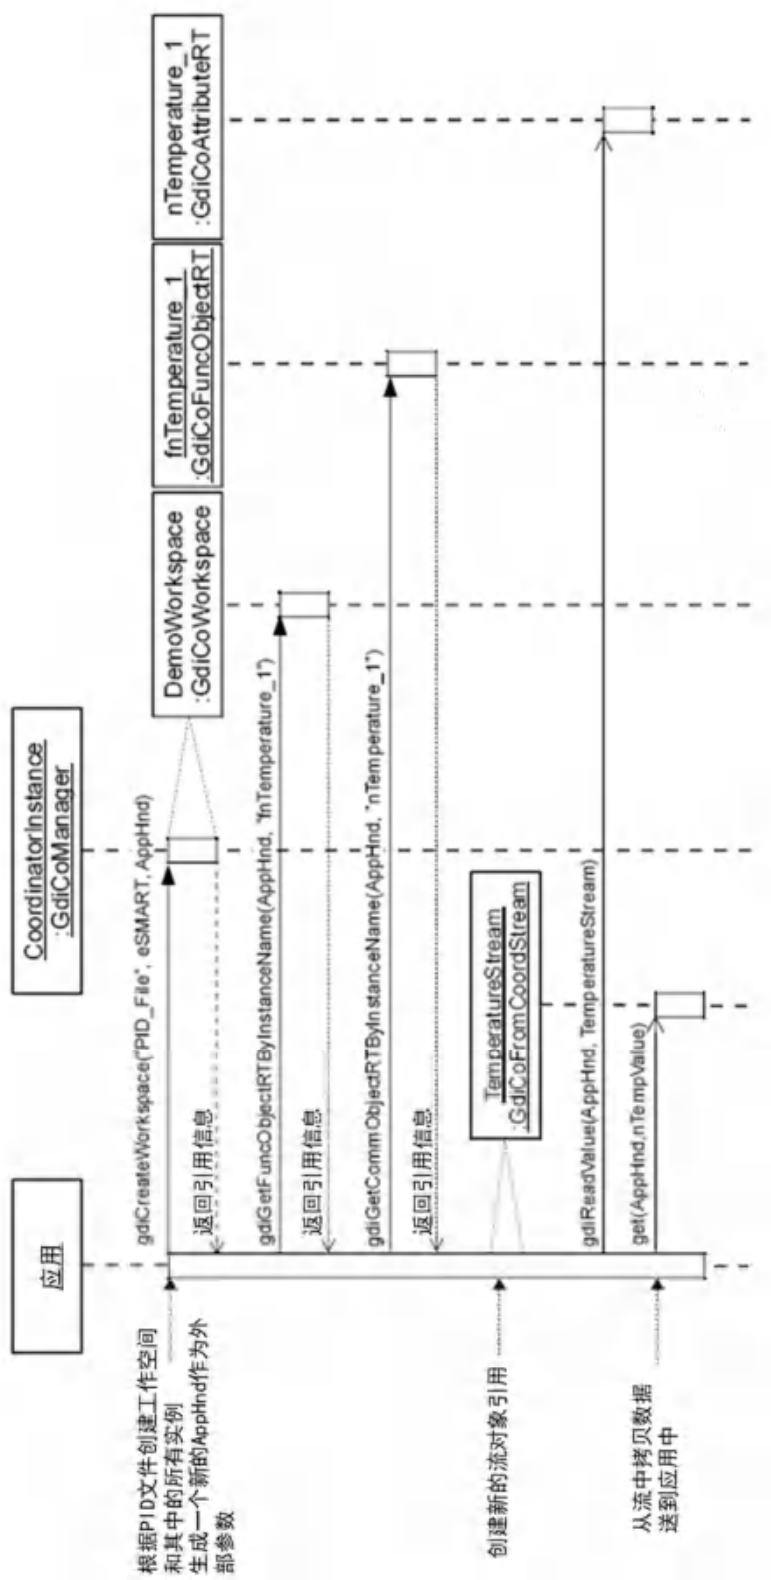 应用
CoordinatorInstance
:GdiCoManager
DemoWorkspace
:GdiCoWorkspace
fnTemperature_1
:GdiCoFuncObjectRT
nTemperature_1
:GdiCoAttributeRT
根据PID文件创建工作空间
和其中的所有实例
生成一个新的AppHnd作为外
部参数
gdiCreateWorkspace("PID_File", eSMART, AppHnd)
返回引用信息
gdiGetFuncObjectRTByInstanceName(AppHnd, "fnTemperature_1")
返回引用信息
gdiGetCommObjectRTByInstanceName(AppHnd, "nTemperature_1")
返回引用信息
创建新的流对象引用
TemperatureStream
:GdiCoFromCoordStream
gdiReadValue(AppHnd, TemperatureStream)
从流中拷贝数据
送到应用中
get(AppHnd,nTempValue)